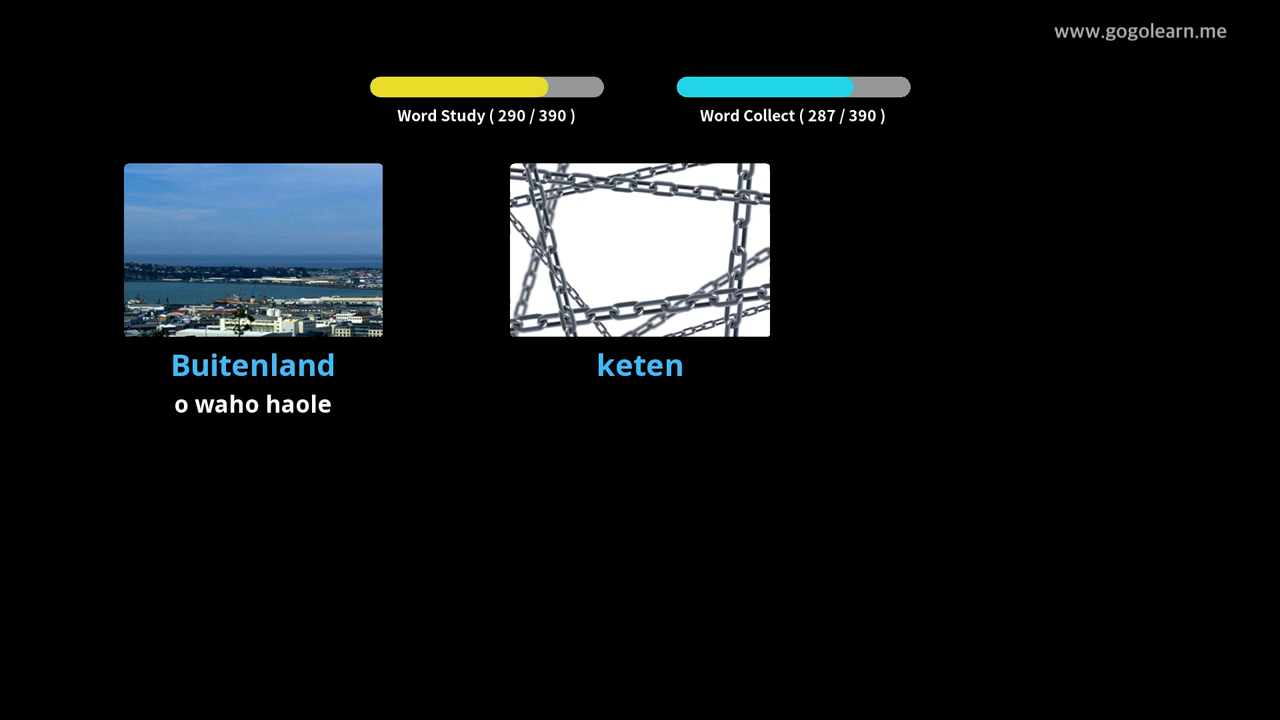 www.gogolearn.me
Word Study ( 290 / 390 )
Word Collect ( 287 / 390 )
Buitenland
keten
o waho haole